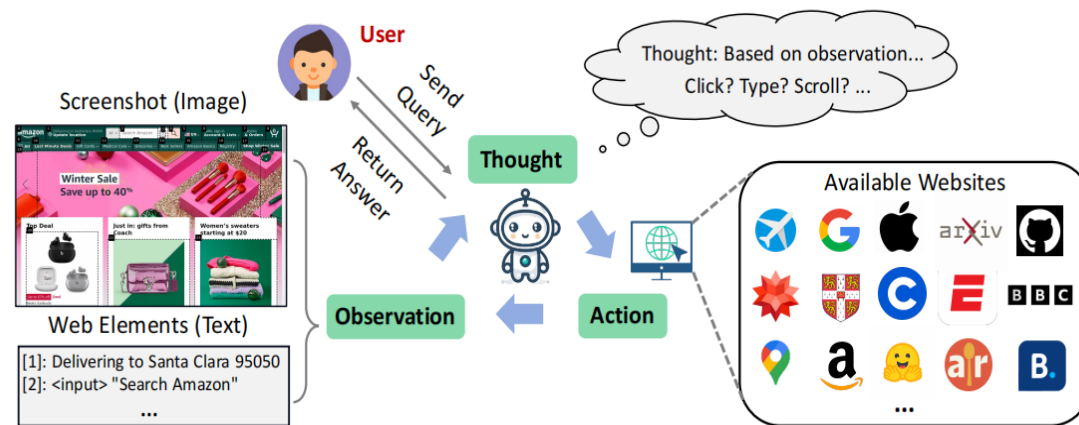 User
Send
Query
Return
Answer
Thought: Based on observation...
Click? Type? Scroll? ...
Screenshot (Image)
Winter Sale
Save up to 40%
Top Deal
Just in: gifts from
Coach
Women's sweaters
starting at $20
Web Elements (Text)
[1]: Delivering to Santa Clara 95050
[2]: <input> "Search Amazon"
...
Thought
Observation
Action
Available Websites
arXiv
BBC
a
air
B.
...